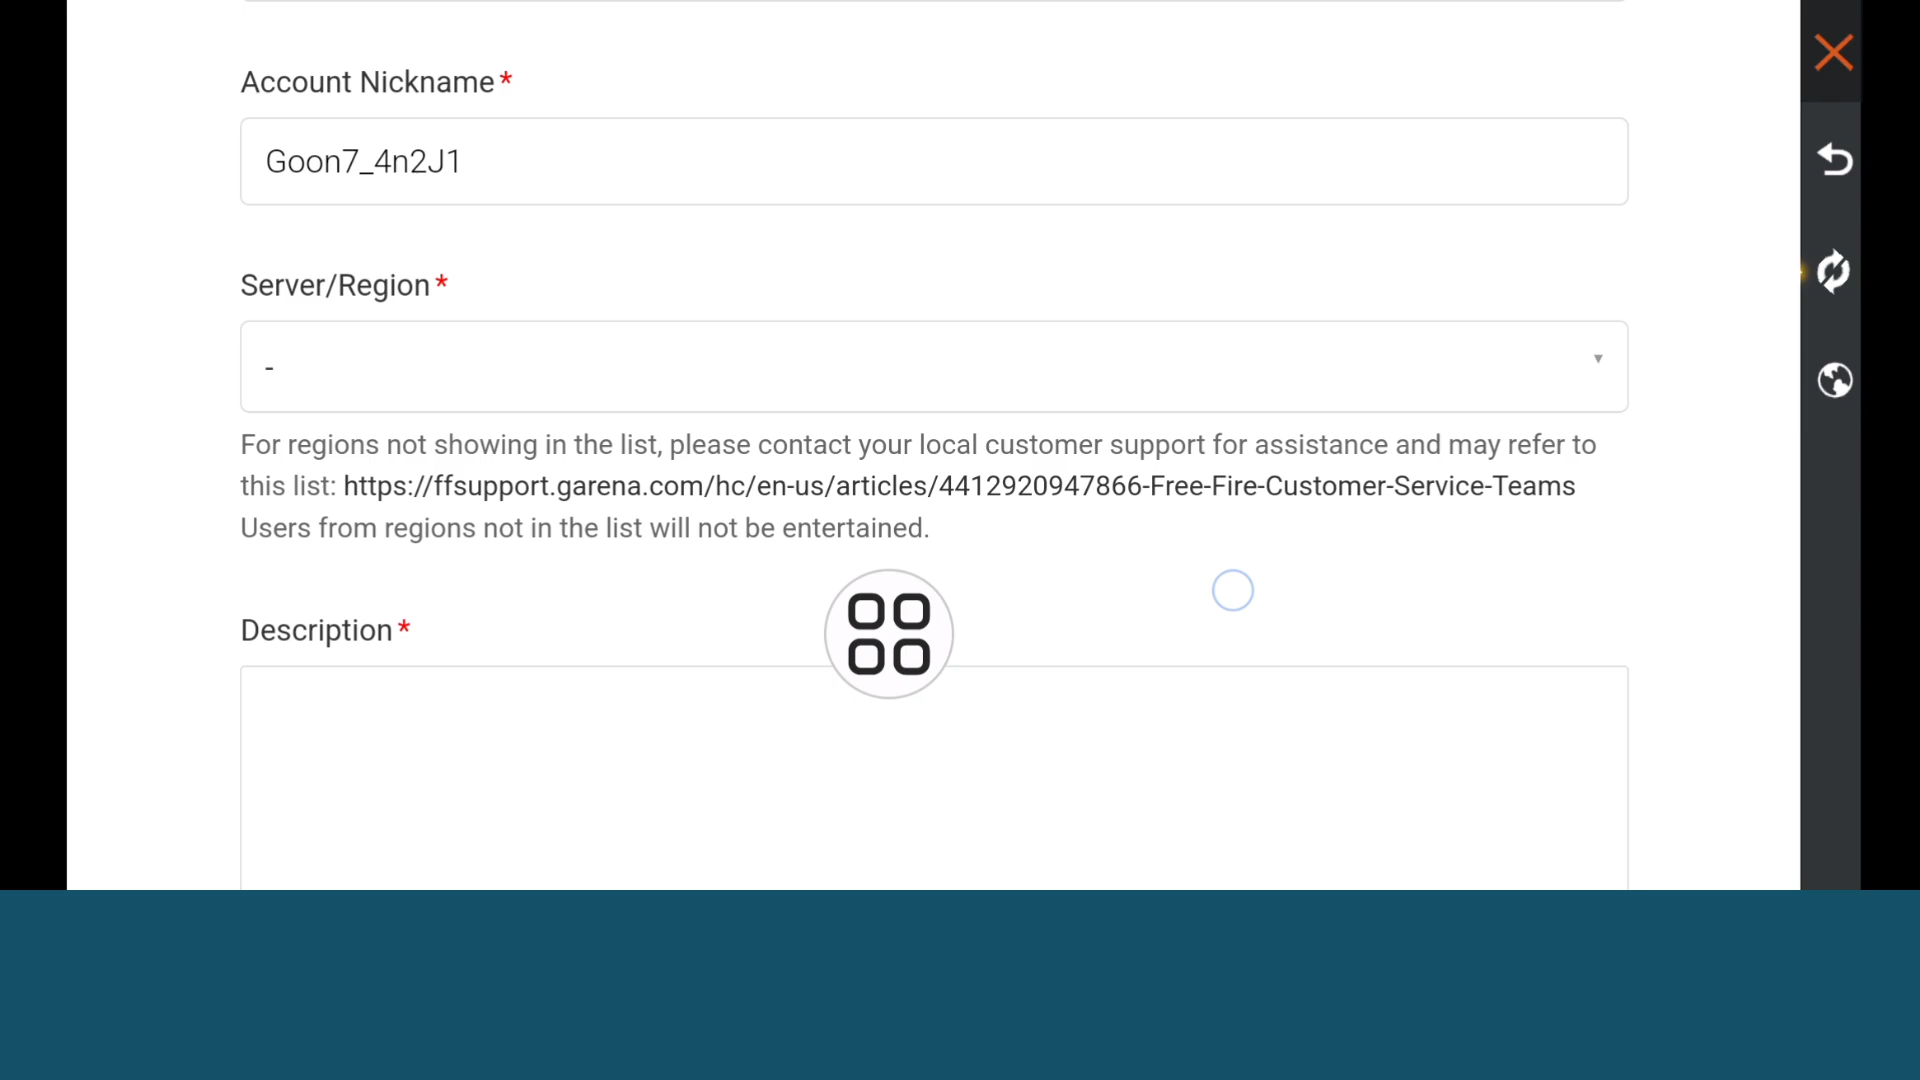 Account Nickname*
Goon7_4n2J1
Server/Region*
-
For regions not showing in the list, please contact your local customer support for assistance and may refer to
this list: https://ffsupport.garena.com/hc/en-us/articles/4412920947866-Free-Fire-Customer-Service-Teams
Users from regions not in the list will not be entertained.
Description*